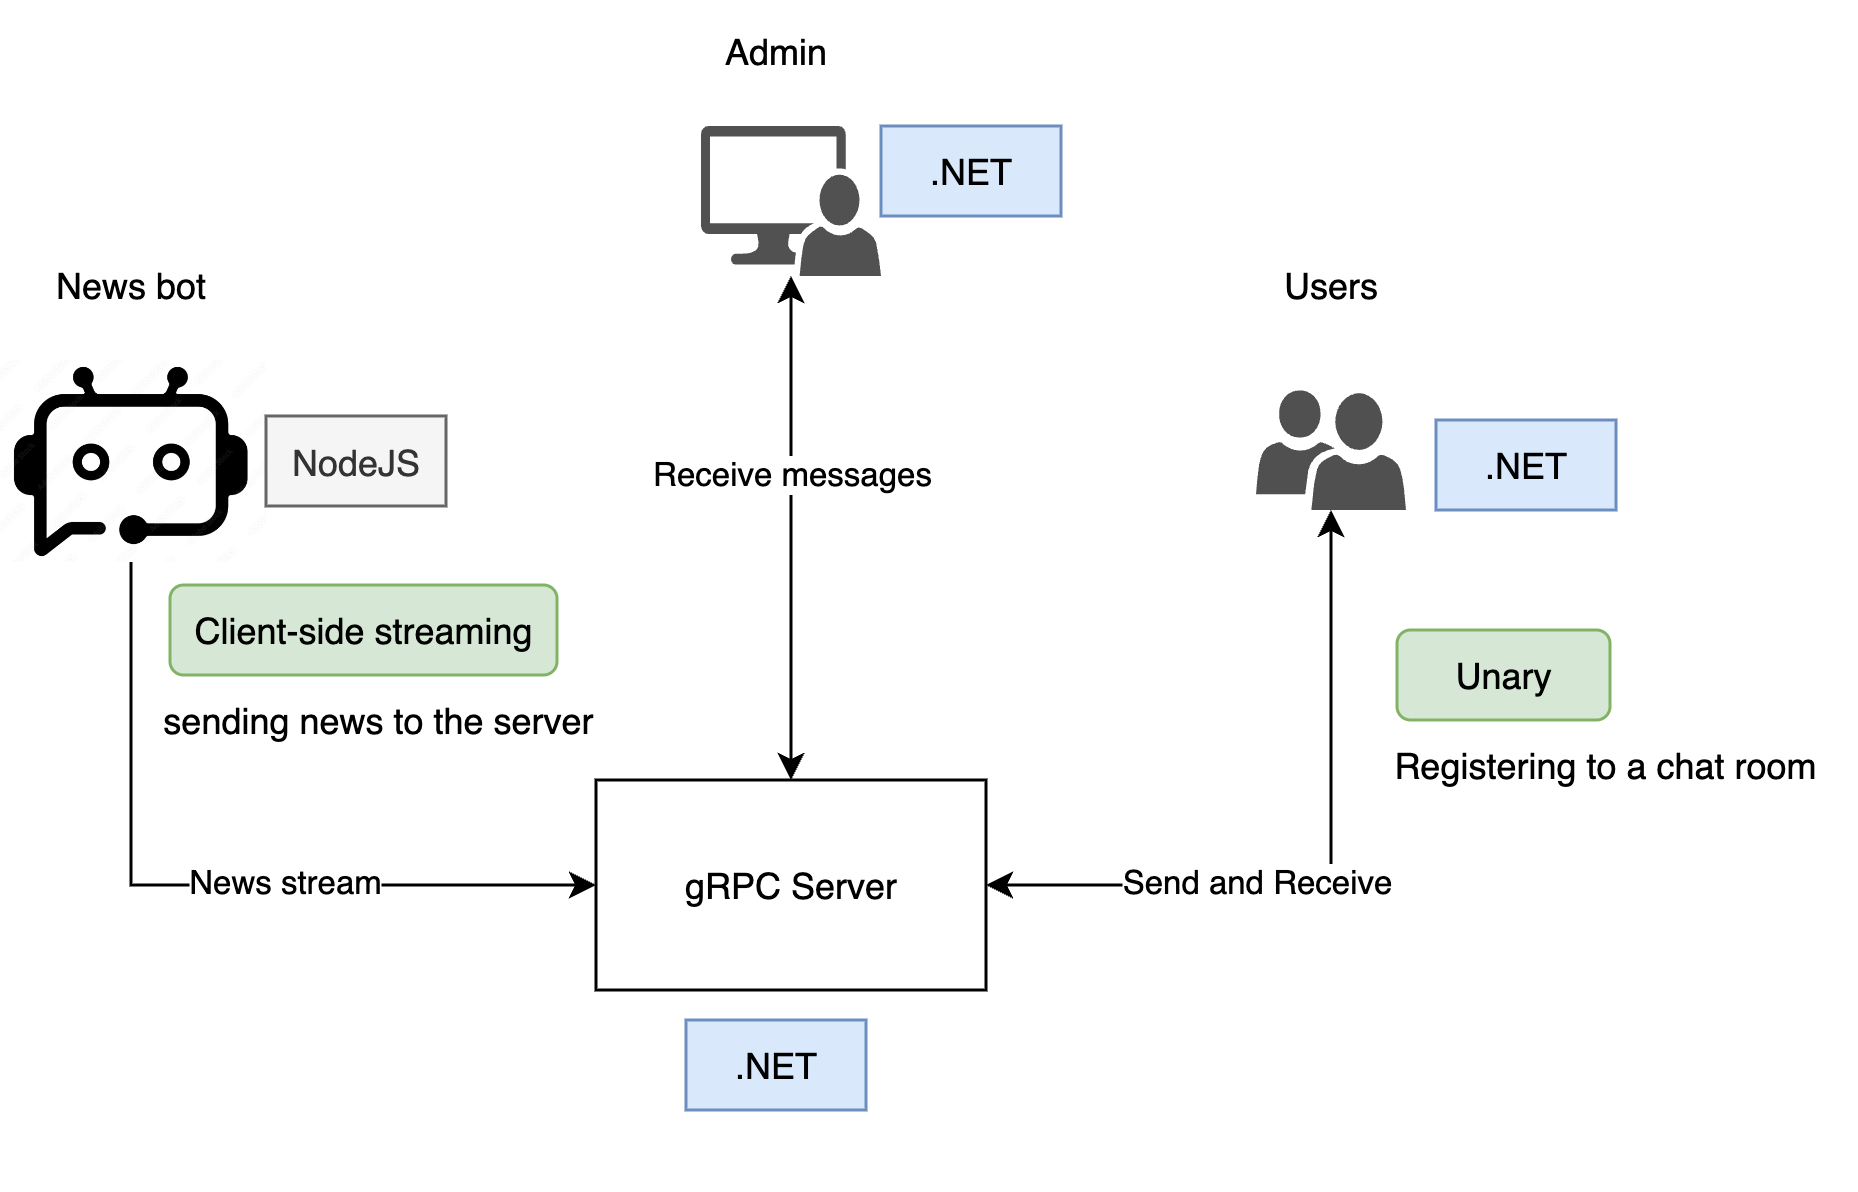 Admin
.NET
News bot
Users
NodeJS
.NET
Receive messages
Client-side streaming
sending news to the server
Unary
Registering to a chat room
News stream
gRPC Server
Send and Receive
.NET